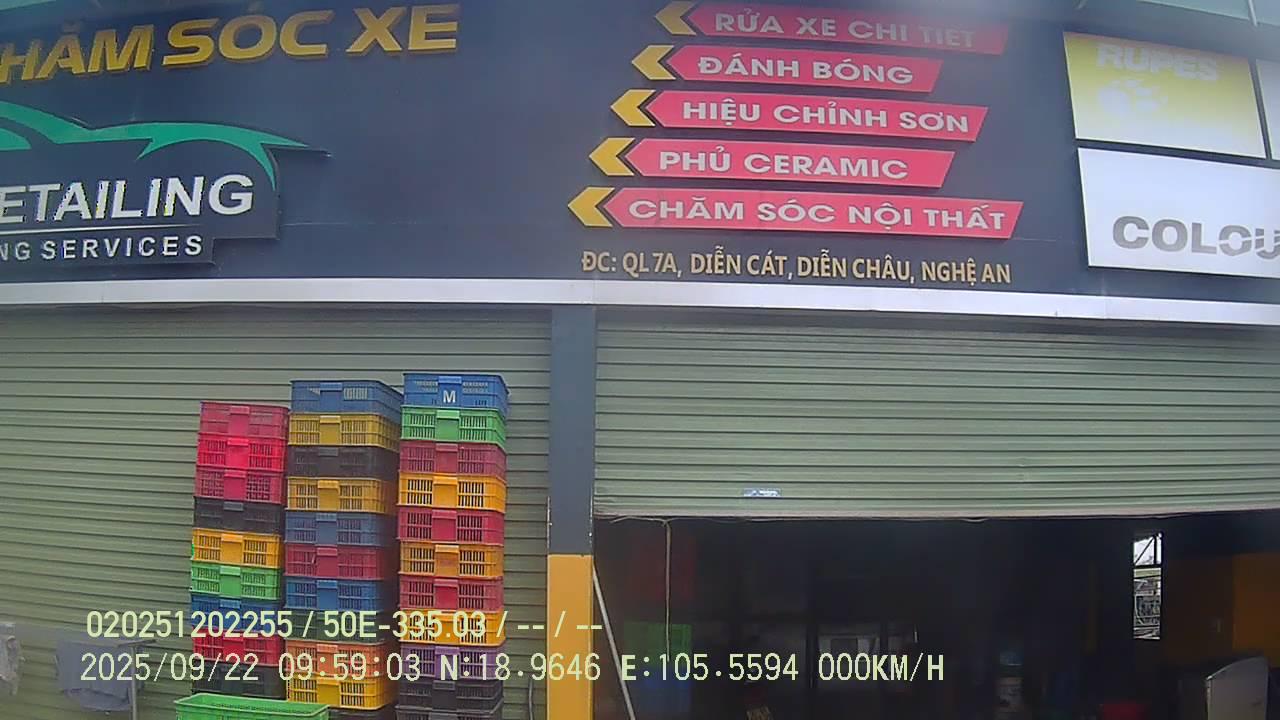 HĂM SÓC XE
ETAILING
NG SERVICES
RỬA XE CHI TIẾT
ĐÁNH BÓNG
HIỆU CHỈNH SƠN
PHỦ CERAMIC
CHĂM SÓC NỘI THẤT
ĐC: QL 7A, DIỄN CÁT, DIỄN CHÂU, NGHỆ AN
RUPES
COLOU
M
020251202255 / 50E-335.03 / -- / --
2025/09/22 09:59:03 N:18.9646 E:105.5594 000KM/H